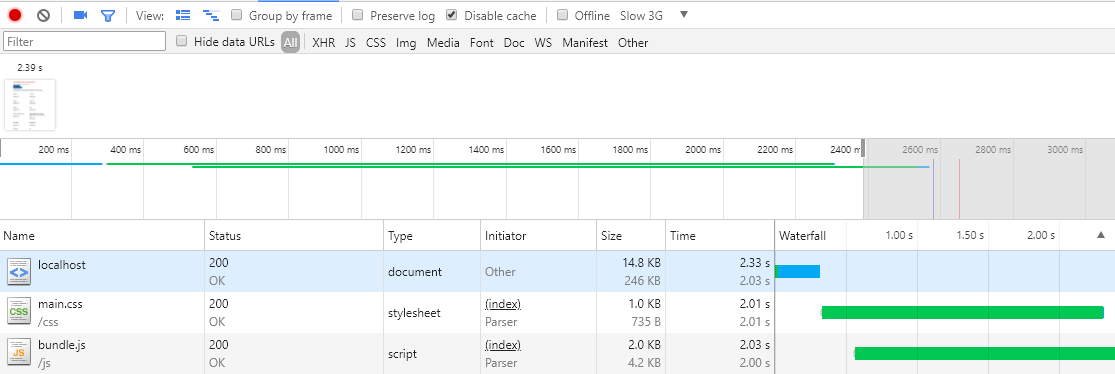 View: Group by frame Preserve log Disable cache Offline Slow 3G ▼
Filter Hide data URLs All XHR JS CSS Img Media Font Doc WS Manifest Other
2.39 s
200 ms 400 ms 600 ms 800 ms 1000 ms 1200 ms 1400 ms 1600 ms 1800 ms 2000 ms 2200 ms 2400 m 2600 ms 2800 ms 3000 ms
Name Status Type Initiator Size Time Waterfall 1.00 s 1.50 s 2.00 s ▲
localhost 200 document Other 14.8 KB 2.33 s
OK 246 KB 2.03 s
main.css 200 stylesheet (index) 1.0 KB 2.01 s
/css OK Parser 735 B 2.01 s
bundle.js 200 script (index) 2.0 KB 2.03 s
/js OK Parser 4.2 KB 2.00 s
CSS
JS